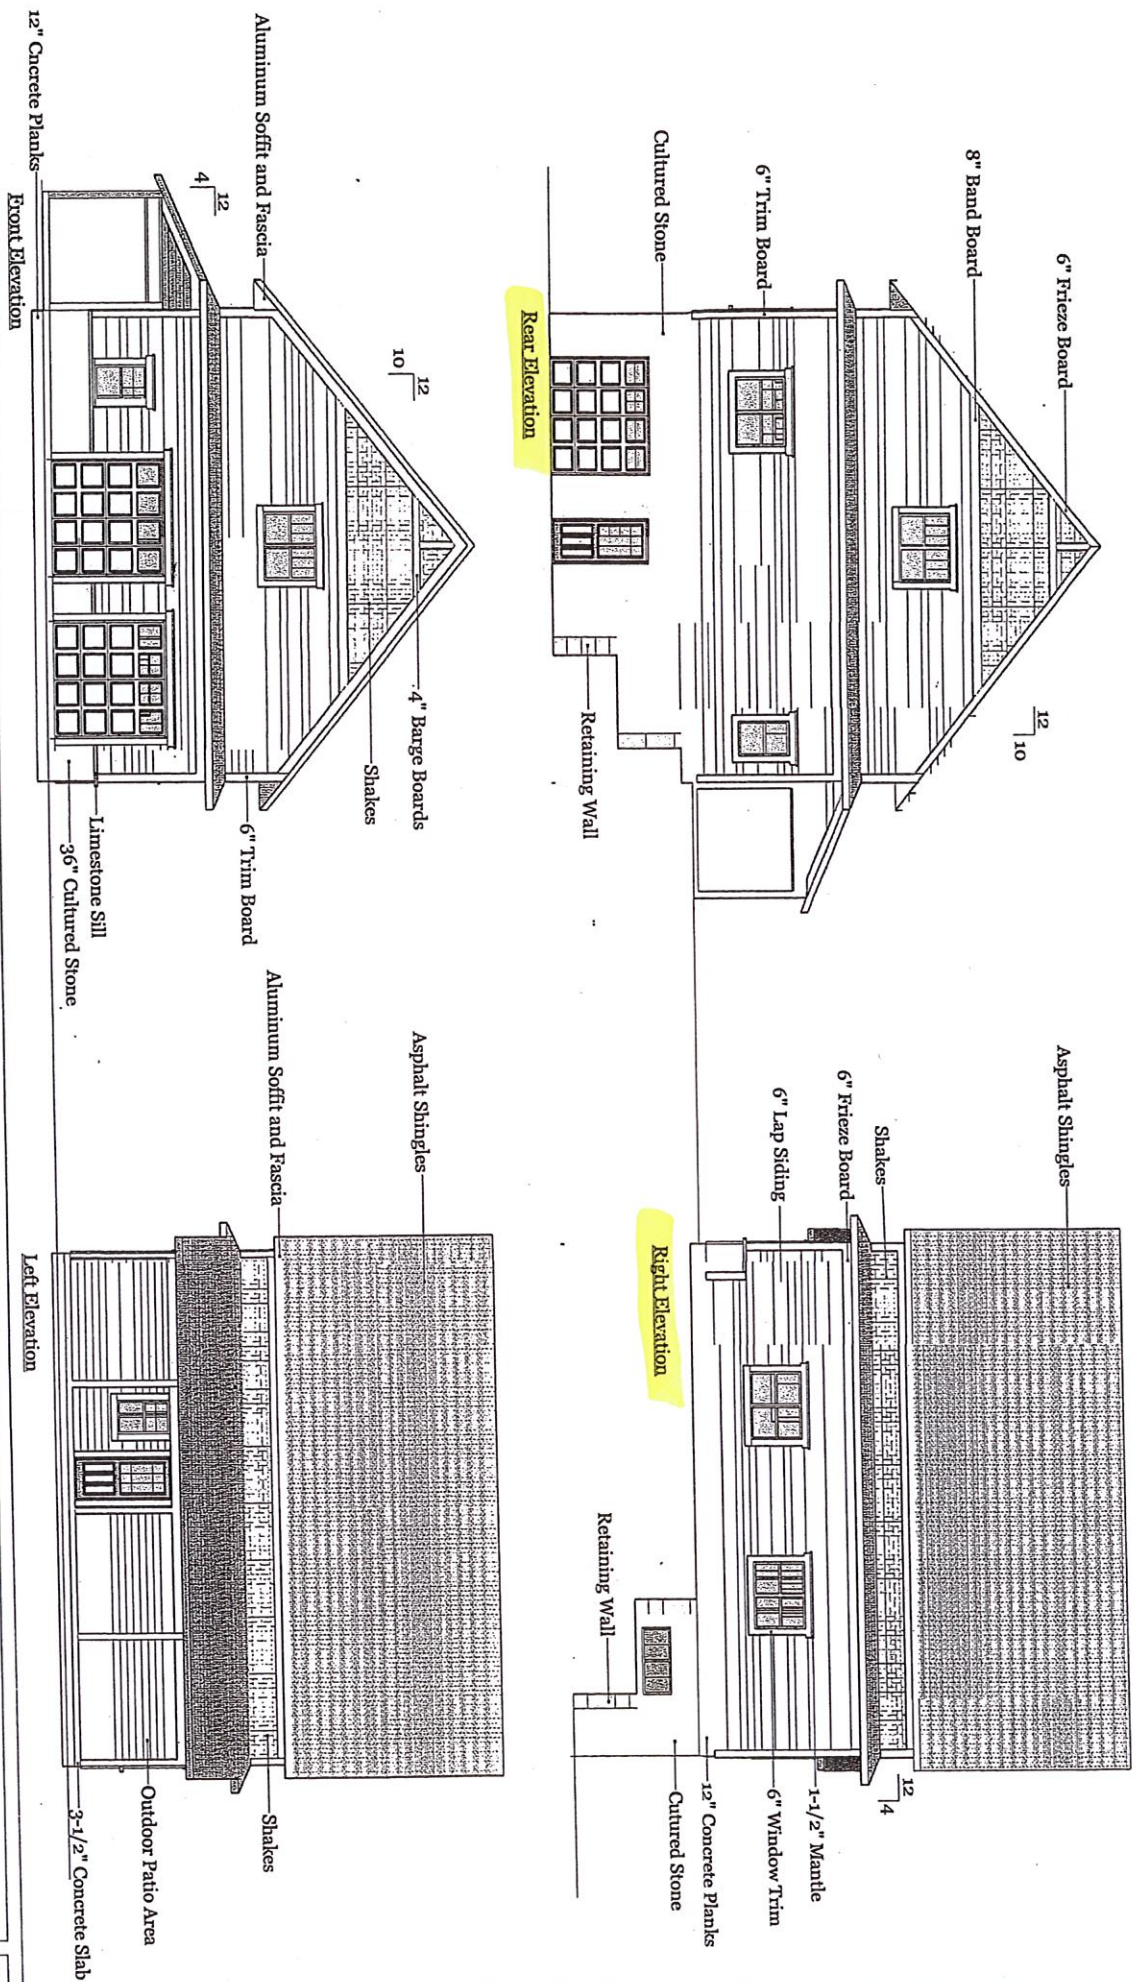 6" Frieze Board
8" Band Board
6" Trim Board
Cultured Stone
12
10
Retaining Wall
Rear Elevation
Asphalt Shingles
Shakes
6" Frieze Board
6" Lap Siding
12
4
1-1/2" Mantle
6" Window Trim
12" Concrete Planks
Cutured Stone
Retaining Wall
Right Elevation
Aluminum Soffit and Fascia
12
4
12
10
4" Barge Boards
Shakes
6" Trim Board
Limestone Sill
36" Cultured Stone
12" Cncrete Planks
Front Elevation
Asphalt Shingles
Aluminum Soffit and Fascia
Shakes
Outdoor Patio Area
3-1/2" Concrete Slab
Left Elevation